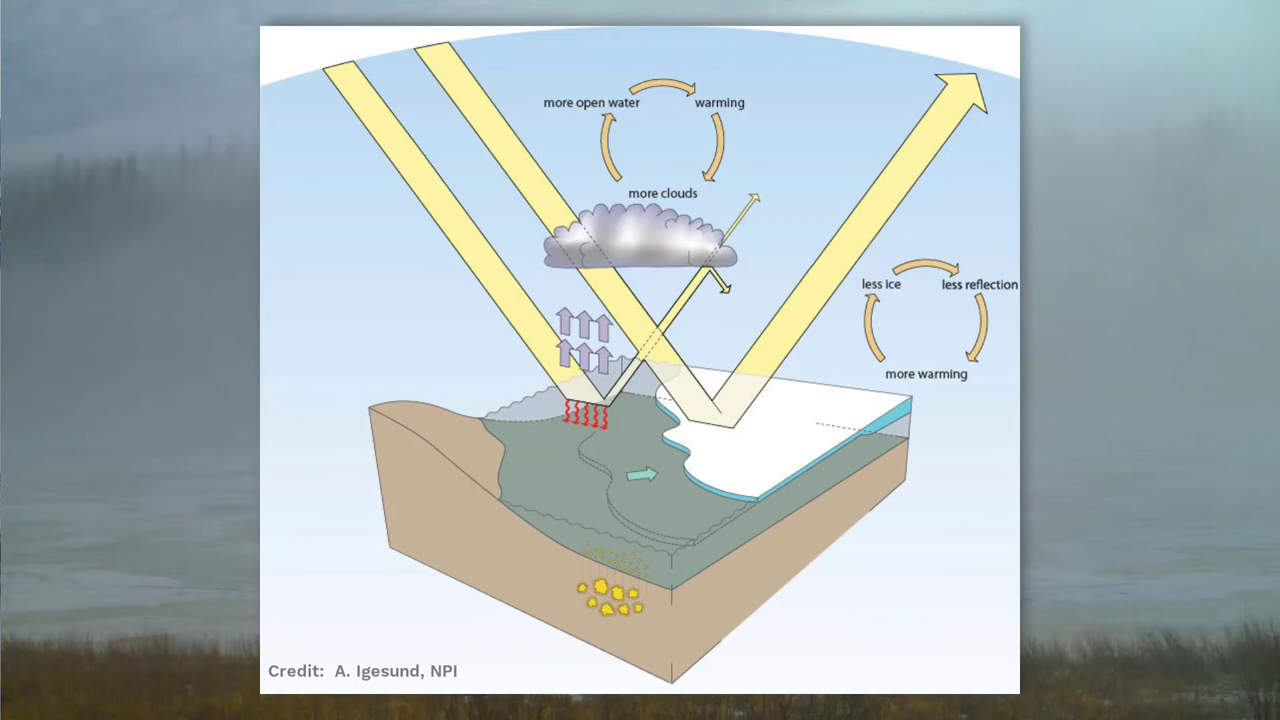 more open water
warming
more clouds
less ice
less reflection
more warming
Credit: A. Igesund, NPI